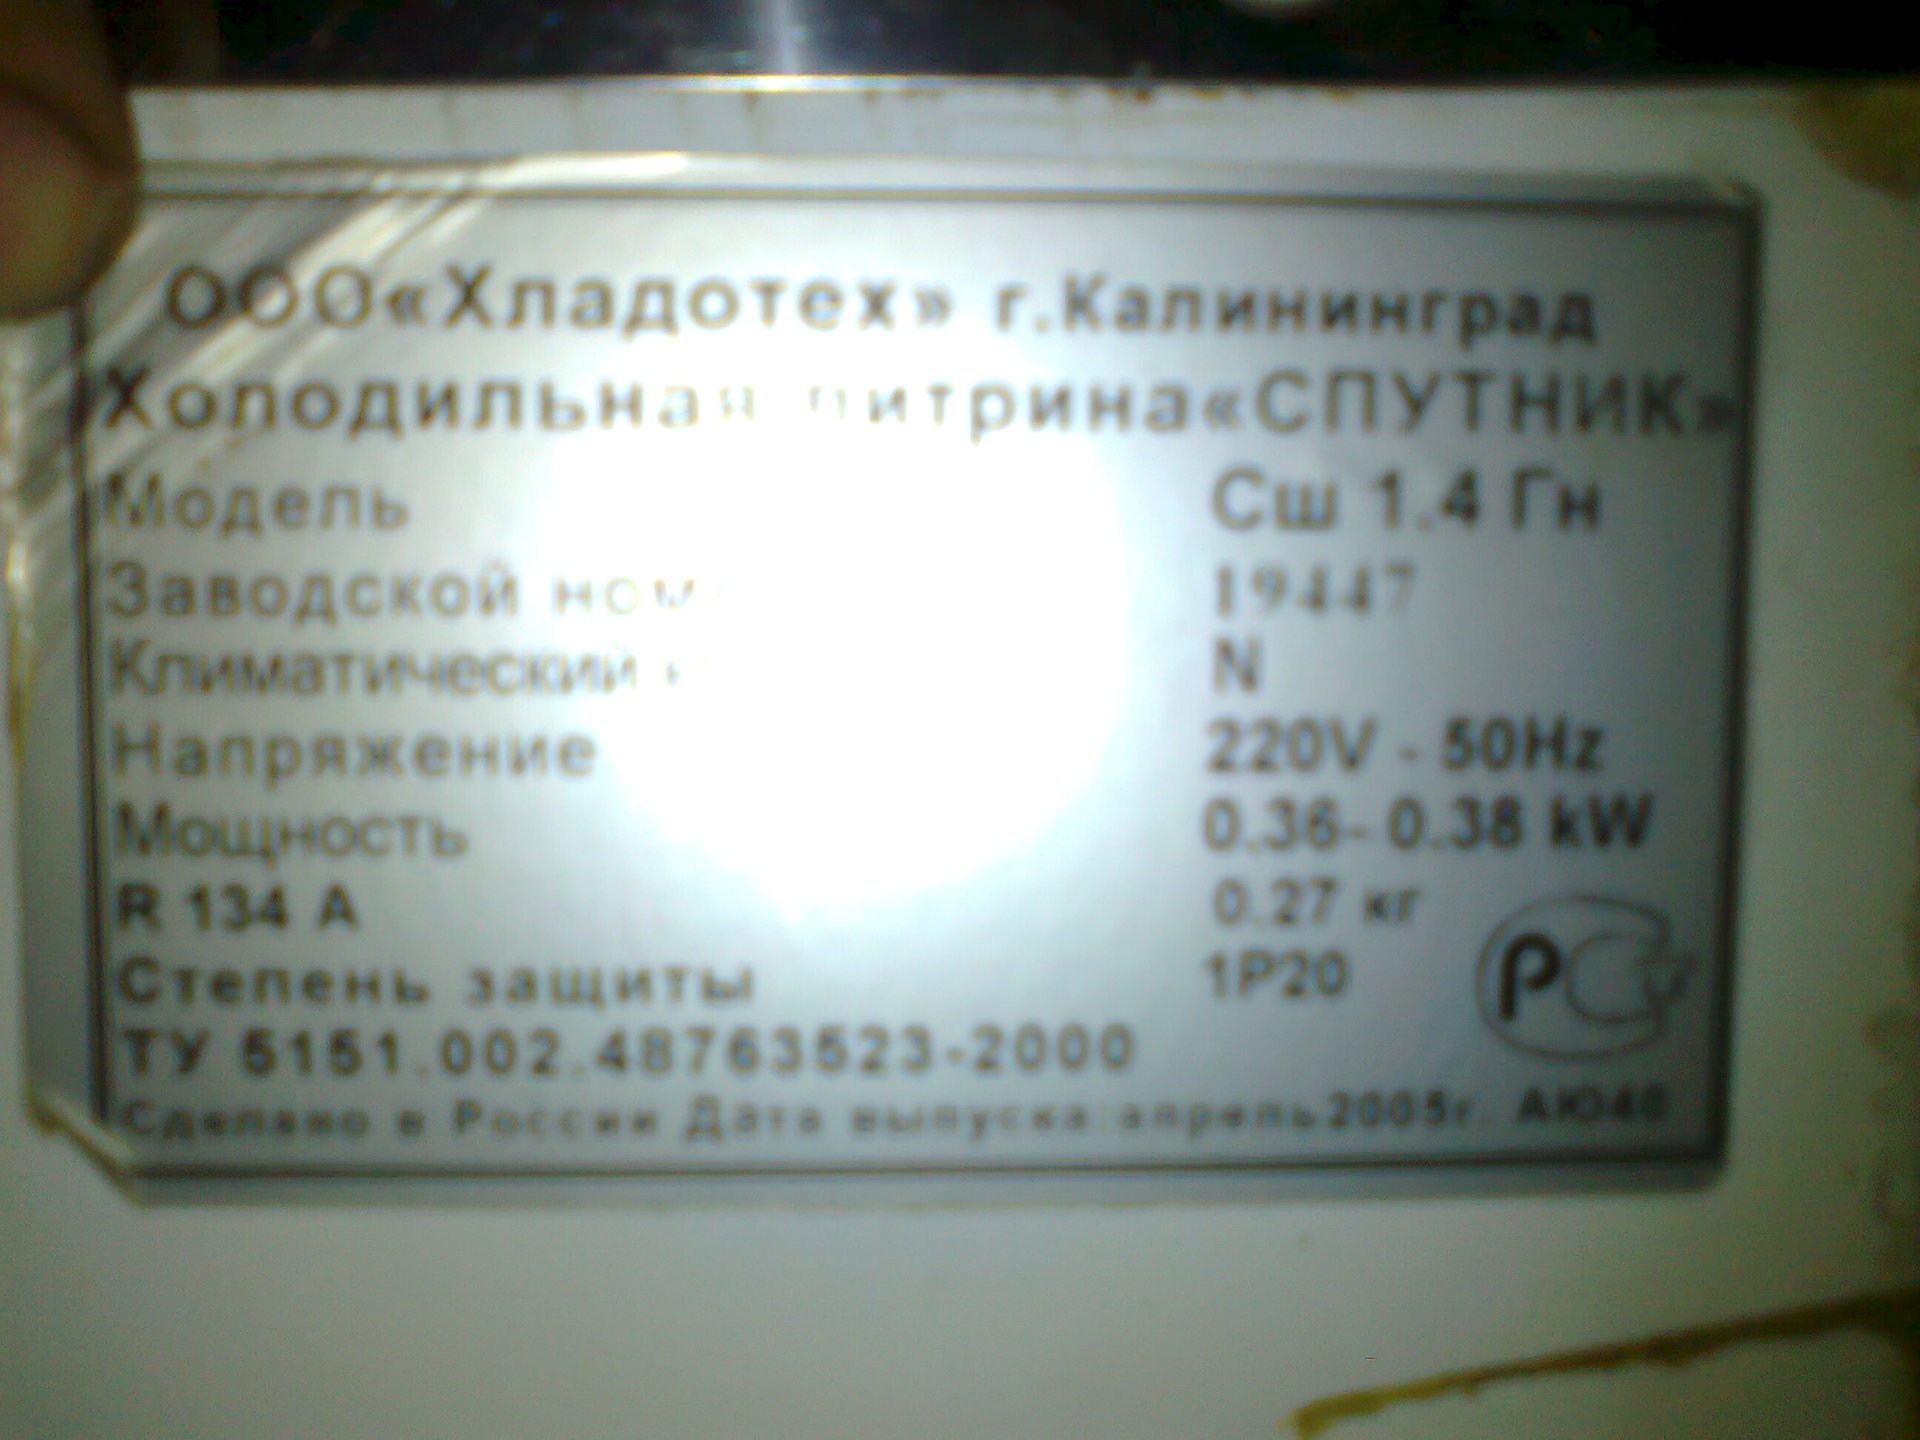 ООО«Хладотех» г.Калининград
Холодильная витрина«СПУТНИК»
Модель Сш 1.4 Гн
Заводской 19447
Климатический N
Напряжение 220V - 50Hz
Мощность 0.36- 0.38 kW
R 134 A 0.27 кг
Степень защиты 1P20
ТУ 5151.002.48763523-2000
Сделано в России Дата выпуска:апрель2005г АЮ40